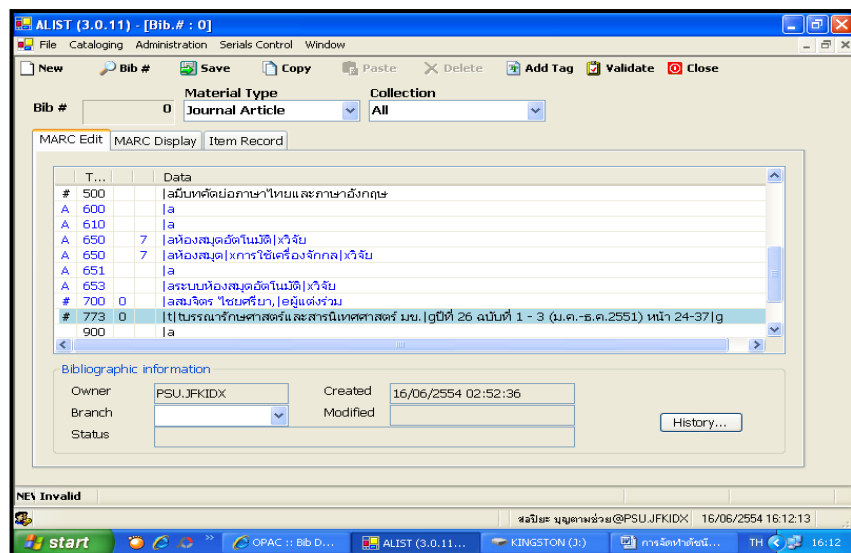 ALIST (3.0.11) - [Bib.# : 0]
File Cataloging Administration Serials Control Window
New Bib # Save Copy Paste Delete Add Tag Validate Close
Material Type Collection
Bib # 0 Journal Article All
MARC Edit MARC Display Item Record
T... Data
# 500 |aมีบทคัดย่อภาษาไทยและภาษาอังกฤษ
A 600 |a
A 610 |a
A 650 7 |aห้องสมุดอัตโนมัติ|xวิจัย
A 650 7 |aห้องสมุด|xการใช้เครื่องจักกล|xวิจัย
A 651 |a
A 653 |aระบบห้องสมุดอัตโนมัติ|xวิจัย
# 700 0 |aสมจิตร ไชยศรียา,|eผู้แต่งร่วม
# 773 0 |t|tบรรณารักษศาสตร์และสารนิเทศศาสตร์ มข.|gปีที่ 26 ฉบับที่ 1 - 3 (ม.ค.-ธ.ค.2551) หน้า 24-37|g
900 |a
Bibliographic information
Owner PSU.JFKIDX Created 16/06/2554 02:52:36
Branch Modified
History...
Status
NEW Invalid
สอปิยะ บุญตามช่วย@PSU.JFKIDX 16/06/2554 16:12:13
start OPAC :: Bib D... ALIST (3.0.11... KINGSTON (J:) การจัดทำดัชนี... TH 16:12